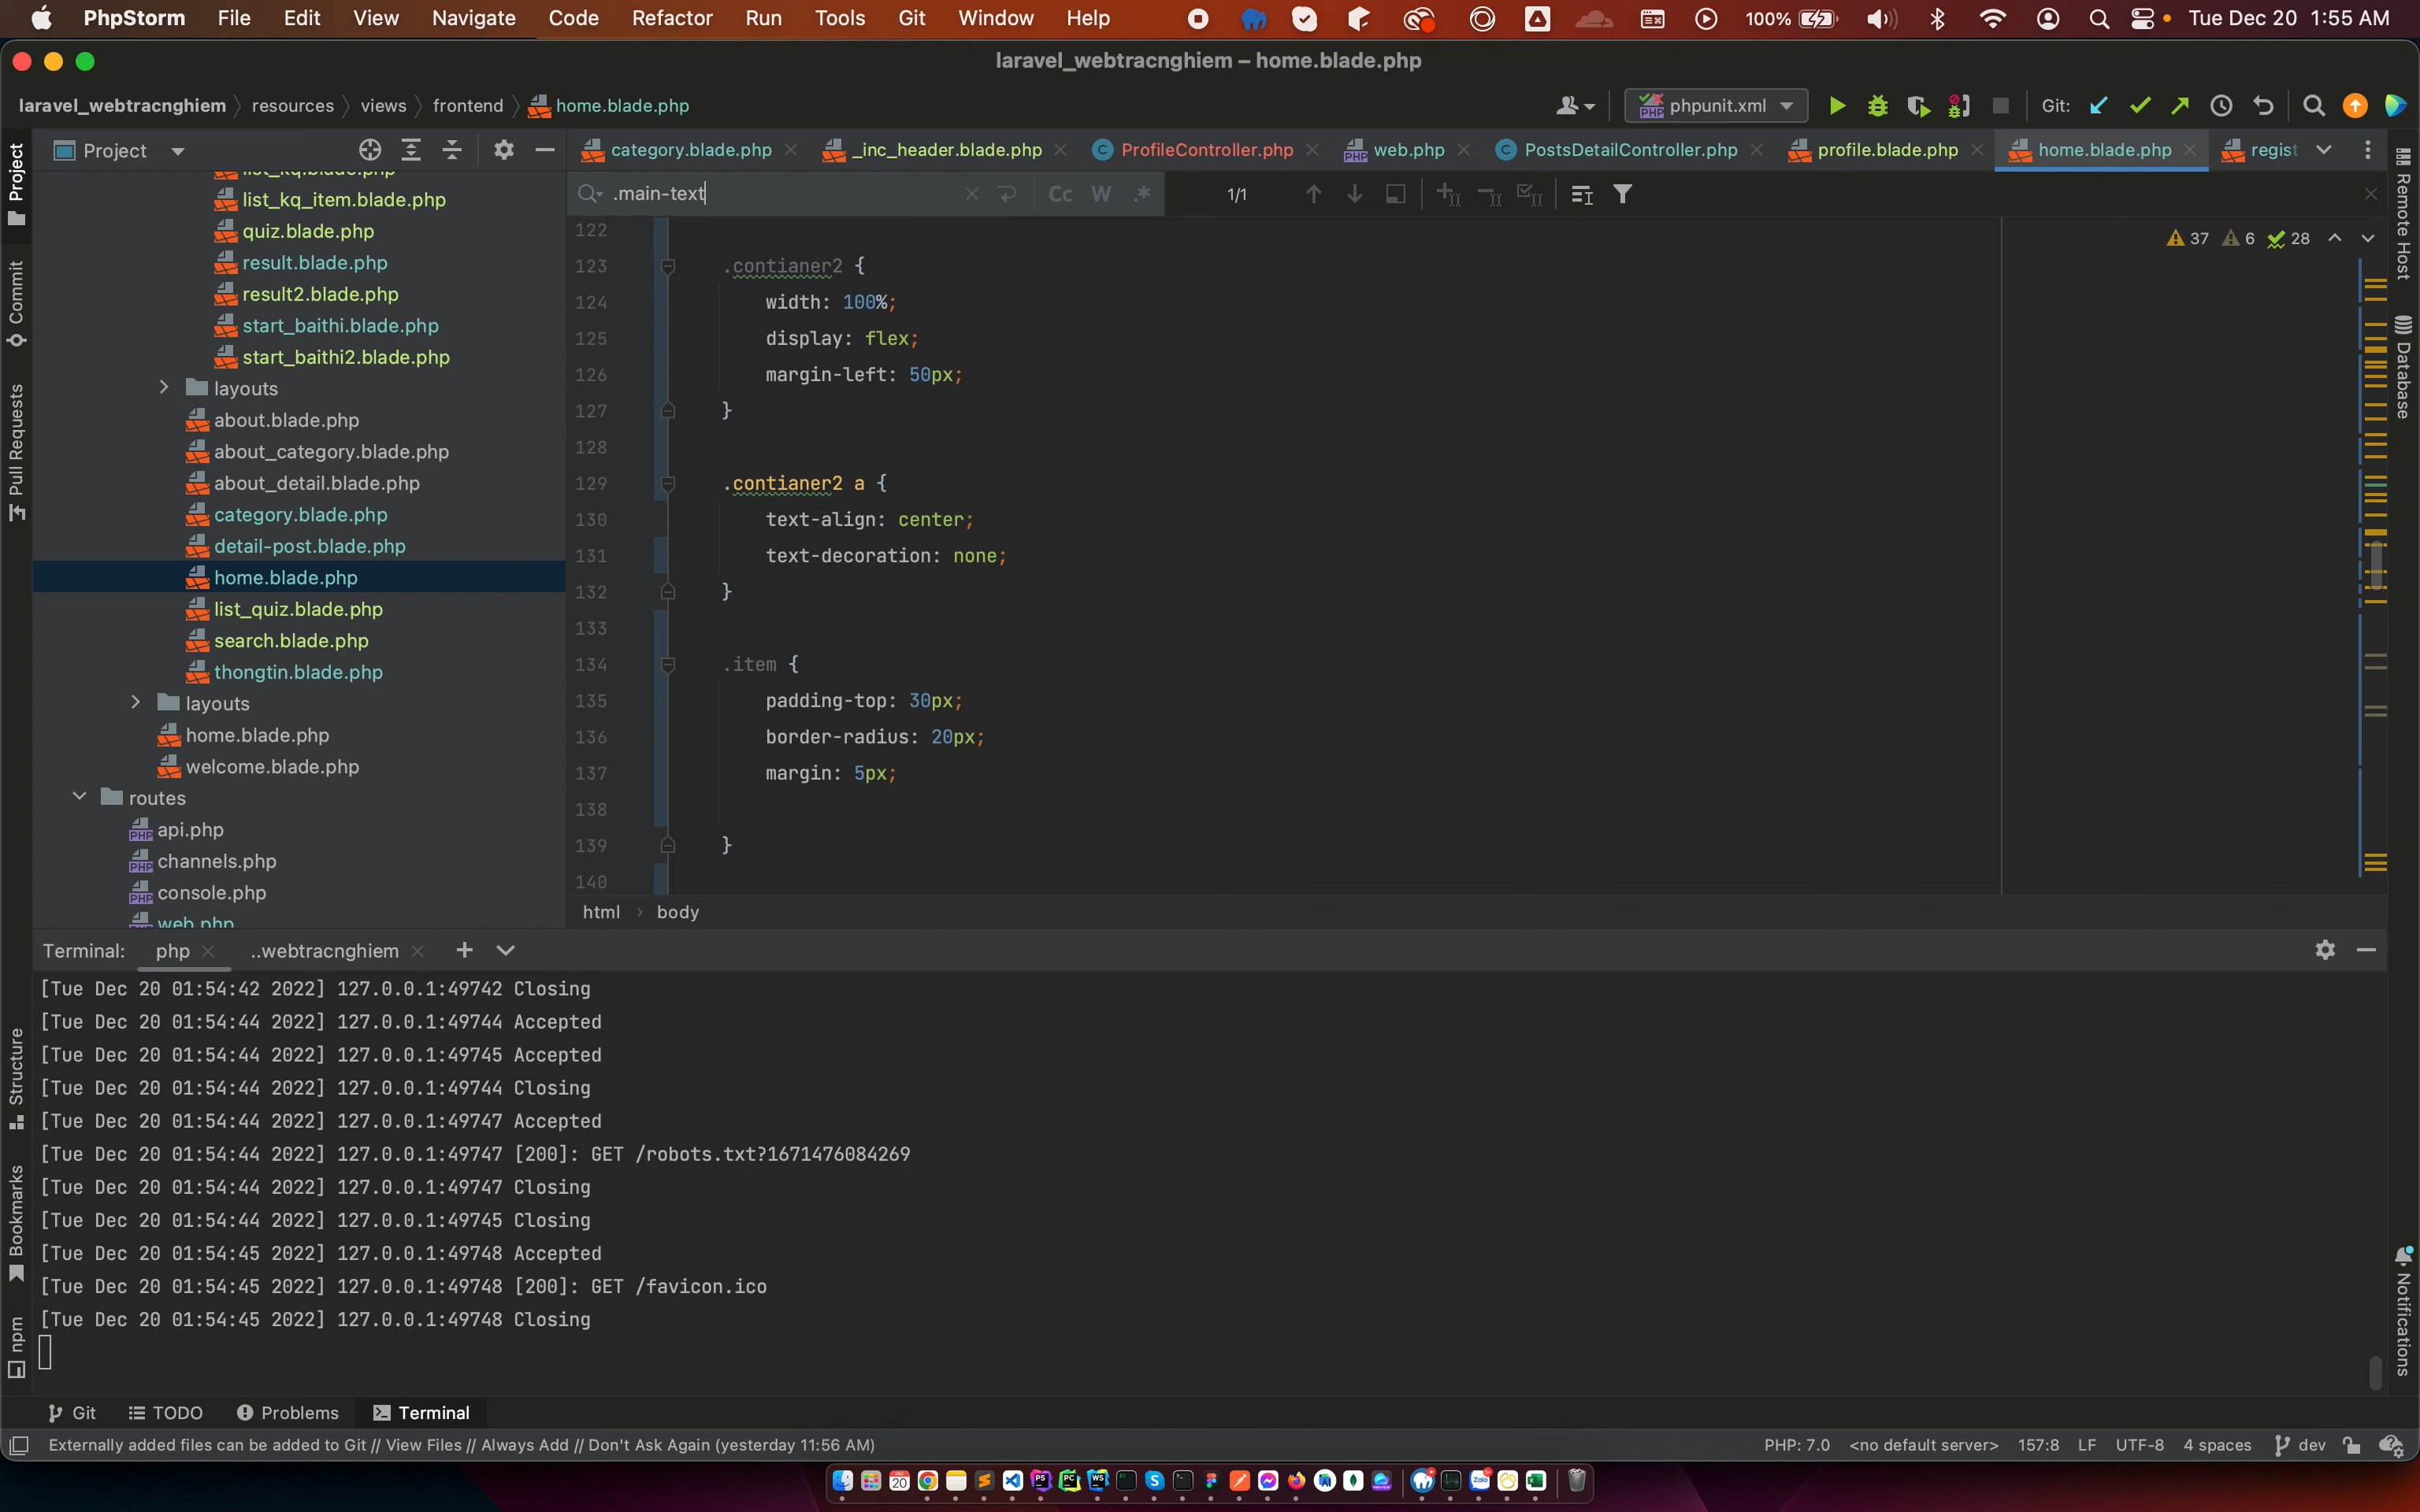 PhpStorm File Edit View Navigate Code Refactor Run Tools Git Window Help 100% Tue Dec 20 1:55 AM
laravel_webtracnghiem – home.blade.php
laravel_webtracnghiem resources views frontend home.blade.php phpunit.xml Git:
Project category.blade.php _inc_header.blade.php ProfileController.php web.php PostsDetailController.php profile.blade.php home.blade.php regist
.main-text Cc W .* 1/1
37 6 28
list_kq.blade.php
list_kq_item.blade.php
quiz.blade.php
result.blade.php
result2.blade.php
start_baithi.blade.php
start_baithi2.blade.php
layouts
about.blade.php
about_category.blade.php
about_detail.blade.php
category.blade.php
detail-post.blade.php
home.blade.php
list_quiz.blade.php
search.blade.php
thongtin.blade.php
layouts
home.blade.php
welcome.blade.php
routes
api.php
channels.php
console.php
web.php
122
123 .contianer2 {
124 width: 100%;
125 display: flex;
126 margin-left: 50px;
127 }
128
129 .contianer2 a {
130 text-align: center;
131 text-decoration: none;
132 }
133
134 .item {
135 padding-top: 30px;
136 border-radius: 20px;
137 margin: 5px;
138
139 }
140
html body
Project
Commit
Pull Requests
Structure
Bookmarks
npm
Remote Host
Database
Notifications
Terminal: php ..webtracnghiem
[Tue Dec 20 01:54:42 2022] 127.0.0.1:49742 Closing
[Tue Dec 20 01:54:44 2022] 127.0.0.1:49744 Accepted
[Tue Dec 20 01:54:44 2022] 127.0.0.1:49745 Accepted
[Tue Dec 20 01:54:44 2022] 127.0.0.1:49744 Closing
[Tue Dec 20 01:54:44 2022] 127.0.0.1:49747 Accepted
[Tue Dec 20 01:54:44 2022] 127.0.0.1:49747 [200]: GET /robots.txt?1671476084269
[Tue Dec 20 01:54:44 2022] 127.0.0.1:49747 Closing
[Tue Dec 20 01:54:44 2022] 127.0.0.1:49745 Closing
[Tue Dec 20 01:54:45 2022] 127.0.0.1:49748 Accepted
[Tue Dec 20 01:54:45 2022] 127.0.0.1:49748 [200]: GET /favicon.ico
[Tue Dec 20 01:54:45 2022] 127.0.0.1:49748 Closing
Git TODO Problems Terminal
Externally added files can be added to Git // View Files // Always Add // Don't Ask Again (yesterday 11:56 AM) PHP: 7.0 <no default server> 157:8 LF UTF-8 4 spaces dev